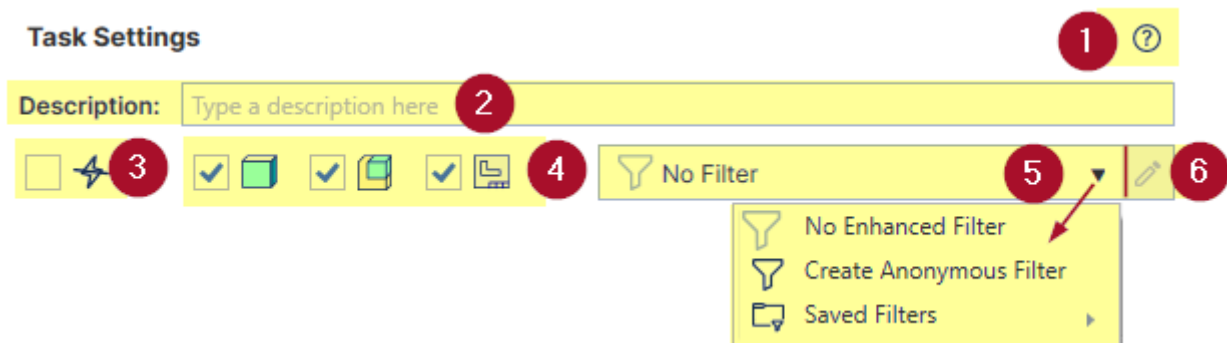 Task Settings 1 ?
Description: Type a description here 2
3 4 No Filter 5 6
No Enhanced Filter
Create Anonymous Filter
Saved Filters